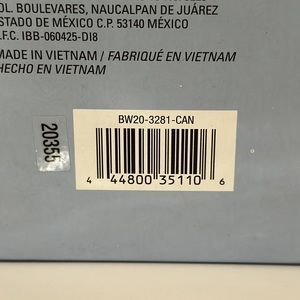 OL. BOULEVARES, NAUCALPAN DE JUÁREZ
STADO DE MÉXICO C.P. 53140 MÉXICO
.F.C. IBB-060425-DI8
MADE IN VIETNAM / FABRIQUÉ EN VIETNAM
HECHO EN VIETNAM
20355
BW20-3281-CAN
4 44800 35110 6